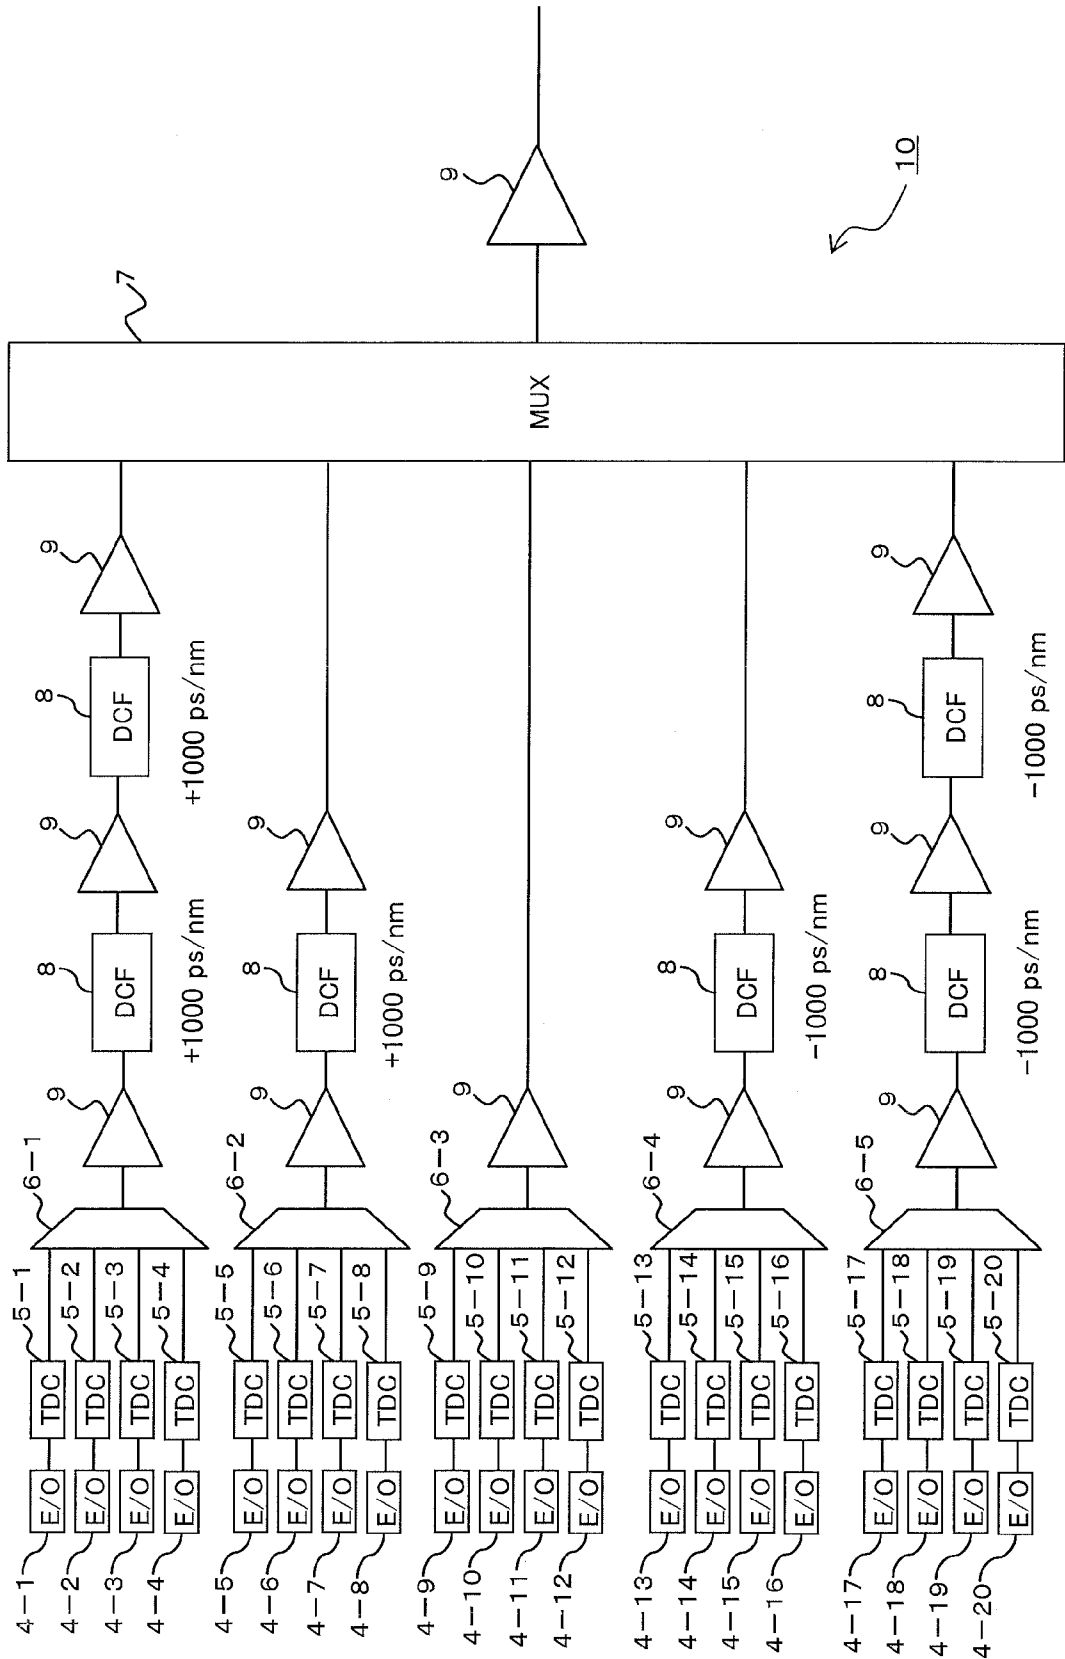 4-1
E/O
TDC
5-1
4-2
E/O
TDC
5-2
4-3
E/O
TDC
5-3
4-4
E/O
TDC
5-4
6-1
9
8
DCF
+1000 ps/nm
9
8
DCF
+1000 ps/nm
9
4-5
E/O
TDC
5-5
4-6
E/O
TDC
5-6
4-7
E/O
TDC
5-7
4-8
E/O
TDC
5-8
6-2
9
8
DCF
+1000 ps/nm
9
4-9
E/O
TDC
5-9
4-10
E/O
TDC
5-10
4-11
E/O
TDC
5-11
4-12
E/O
TDC
5-12
6-3
9
4-13
E/O
TDC
5-13
4-14
E/O
TDC
5-14
4-15
E/O
TDC
5-15
4-16
E/O
TDC
5-16
6-4
9
8
DCF
-1000 ps/nm
9
4-17
E/O
TDC
5-17
4-18
E/O
TDC
5-18
4-19
E/O
TDC
5-19
4-20
E/O
TDC
5-20
6-5
9
8
DCF
-1000 ps/nm
9
8
DCF
-1000 ps/nm
9
7
MUX
9
10